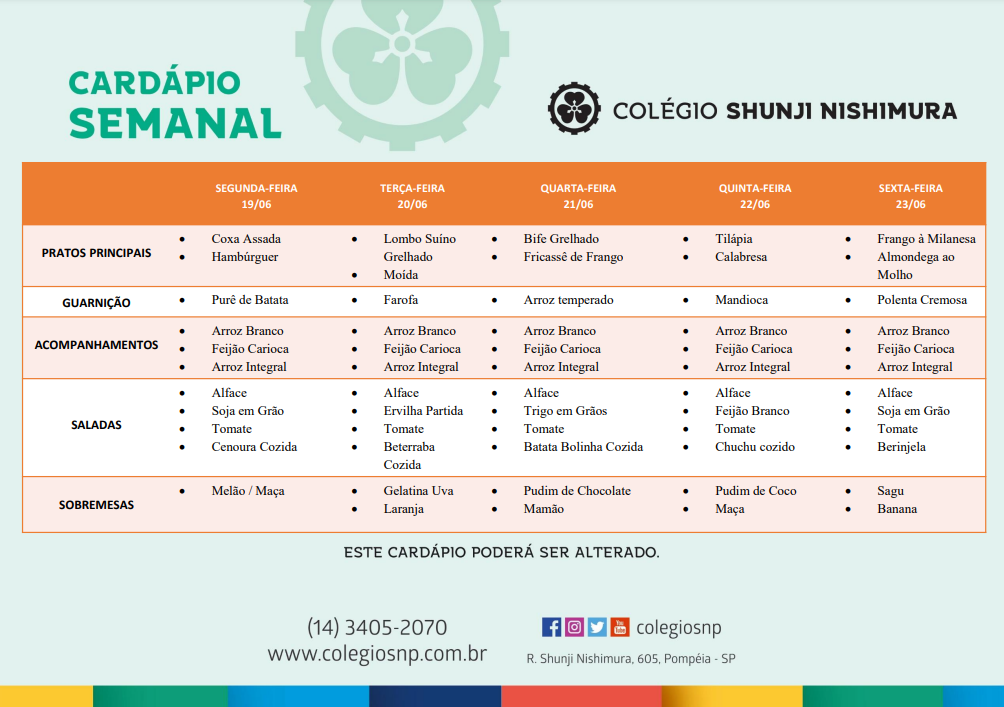 CARDÁPIO
SEMANAL
COLÉGIO SHUNJI NISHIMURA
SEGUNDA-FEIRA
19/06
TERÇA-FEIRA
20/06
QUARTA-FEIRA
21/06
QUINTA-FEIRA
22/06
SEXTA-FEIRA
23/06
PRATOS PRINCIPAIS
• Coxa Assada
• Hambúrguer
• Lombo Suíno
Grelhado
• Moída
• Bife Grelhado
• Fricassê de Frango
• Tilápia
• Calabresa
• Frango à Milanesa
• Almondega ao
Molho
GUARNIÇÃO
• Purê de Batata
• Farofa
• Arroz temperado
• Mandioca
• Polenta Cremosa
ACOMPANHAMENTOS
• Arroz Branco
• Feijão Carioca
• Arroz Integral
• Arroz Branco
• Feijão Carioca
• Arroz Integral
• Arroz Branco
• Feijão Carioca
• Arroz Integral
• Arroz Branco
• Feijão Carioca
• Arroz Integral
• Arroz Branco
• Feijão Carioca
• Arroz Integral
SALADAS
• Alface
• Soja em Grão
• Tomate
• Cenoura Cozida
• Alface
• Ervilha Partida
• Tomate
• Beterraba
Cozida
• Alface
• Trigo em Grãos
• Tomate
• Batata Bolinha Cozida
• Alface
• Feijão Branco
• Tomate
• Chuchu cozido
• Alface
• Soja em Grão
• Tomate
• Berinjela
SOBREMESAS
• Melão / Maça
• Gelatina Uva
• Laranja
• Pudim de Chocolate
• Mamão
• Pudim de Coco
• Maça
• Sagu
• Banana
ESTE CARDÁPIO PODERÁ SER ALTERADO.
(14) 3405-2070
www.colegiosnp.com.br
You Tube
colegiosnp
R. Shunji Nishimura, 605, Pompéia - SP